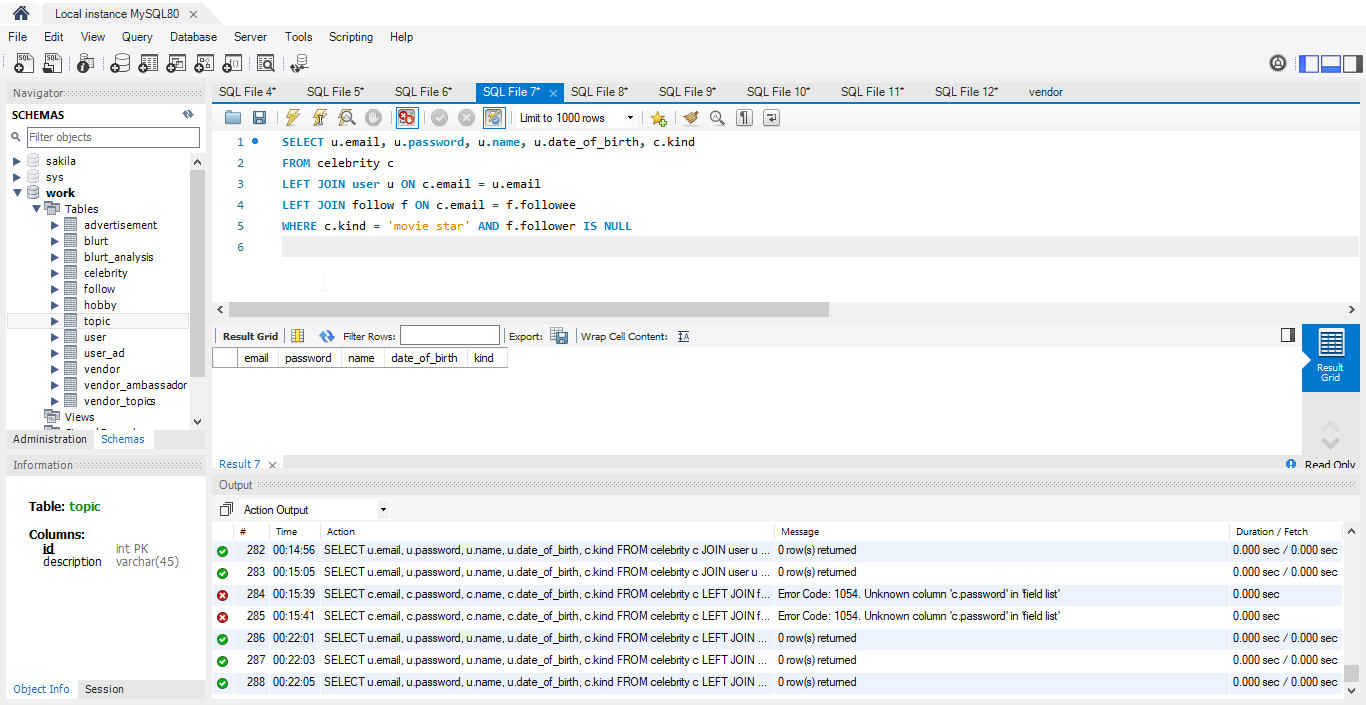 Local instance MySQL80
File Edit View Query Database Server Tools Scripting Help
Navigator
SCHEMAS
Filter objects
sakila
sys
work
Tables
advertisement
blurt
blurt_analysis
celebrity
follow
hobby
topic
user
user_ad
vendor
vendor_ambassador
vendor_topics
Views
Administration Schemas
Information
Table: topic
Columns:
id int PK
description varchar(45)
Object Info Session
SQL File 4* SQL File 5* SQL File 6* SQL File 7* SQL File 8* SQL File 9* SQL File 10* SQL File 11* SQL File 12* vendor
Limit to 1000 rows
1 SELECT u.email, u.password, u.name, u.date_of_birth, c.kind
2 FROM celebrity c
3 LEFT JOIN user u ON c.email = u.email
4 LEFT JOIN follow f ON c.email = f.followee
5 WHERE c.kind = 'movie star' AND f.follower IS NULL
6
Result Grid Filter Rows: Export: Wrap Cell Content:
email password name date_of_birth kind
Result Grid
Result 7
Read Only
Output
Action Output
# Time Action Message Duration / Fetch
282 00:14:56 SELECT u.email, u.password, u.name, u.date_of_birth, c.kind FROM celebrity c JOIN user u ... 0 row(s) returned 0.000 sec / 0.000 sec
283 00:15:05 SELECT u.email, u.password, u.name, u.date_of_birth, c.kind FROM celebrity c JOIN user u ... 0 row(s) returned 0.000 sec / 0.000 sec
284 00:15:39 SELECT c.email, c.password, c.name, c.date_of_birth, c.kind FROM celebrity c LEFT JOIN f... Error Code: 1054. Unknown column 'c.password' in 'field list' 0.000 sec
285 00:15:41 SELECT c.email, c.password, c.name, c.date_of_birth, c.kind FROM celebrity c LEFT JOIN f... Error Code: 1054. Unknown column 'c.password' in 'field list' 0.000 sec
286 00:22:01 SELECT u.email, u.password, u.name, u.date_of_birth, c.kind FROM celebrity c LEFT JOIN ... 0 row(s) returned 0.000 sec / 0.000 sec
287 00:22:03 SELECT u.email, u.password, u.name, u.date_of_birth, c.kind FROM celebrity c LEFT JOIN ... 0 row(s) returned 0.000 sec / 0.000 sec
288 00:22:05 SELECT u.email, u.password, u.name, u.date_of_birth, c.kind FROM celebrity c LEFT JOIN ... 0 row(s) returned 0.000 sec / 0.000 sec